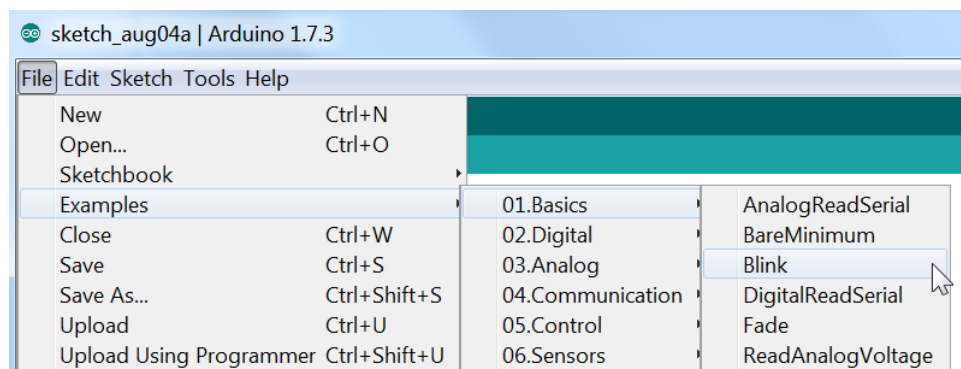 sketch_aug04a | Arduino 1.7.3
File Edit Sketch Tools Help
New Ctrl+N
Open... Ctrl+O
Sketchbook
Examples
Close Ctrl+W
Save Ctrl+S
Save As... Ctrl+Shift+S
Upload Ctrl+U
Upload Using Programmer Ctrl+Shift+U
01.Basics
02.Digital
03.Analog
04.Communication
05.Control
06.Sensors
AnalogReadSerial
BareMinimum
Blink
DigitalReadSerial
Fade
ReadAnalogVoltage